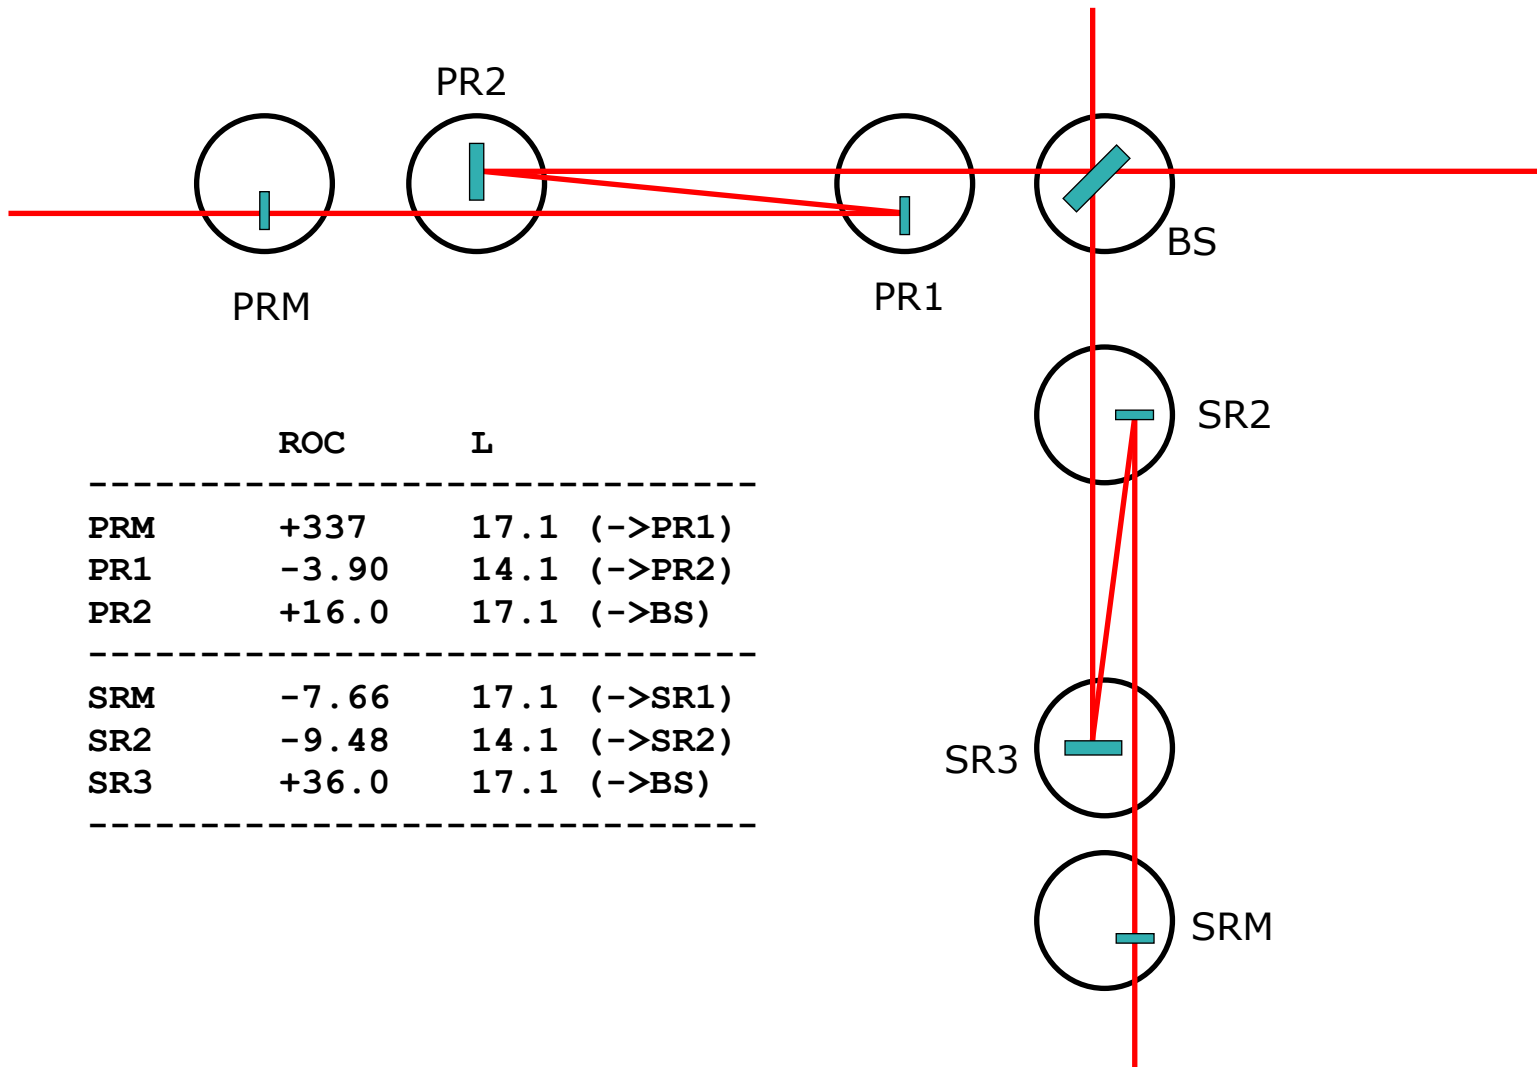 PR2
PRM
PR1
BS
SR2
SR3
SRM
ROC L
--------------------------------
PRM +337 17.1 (->PR1)
PR1 -3.90 14.1 (->PR2)
PR2 +16.0 17.1 (->BS)
--------------------------------
SRM -7.66 17.1 (->SR1)
SR2 -9.48 14.1 (->SR2)
SR3 +36.0 17.1 (->BS)
--------------------------------